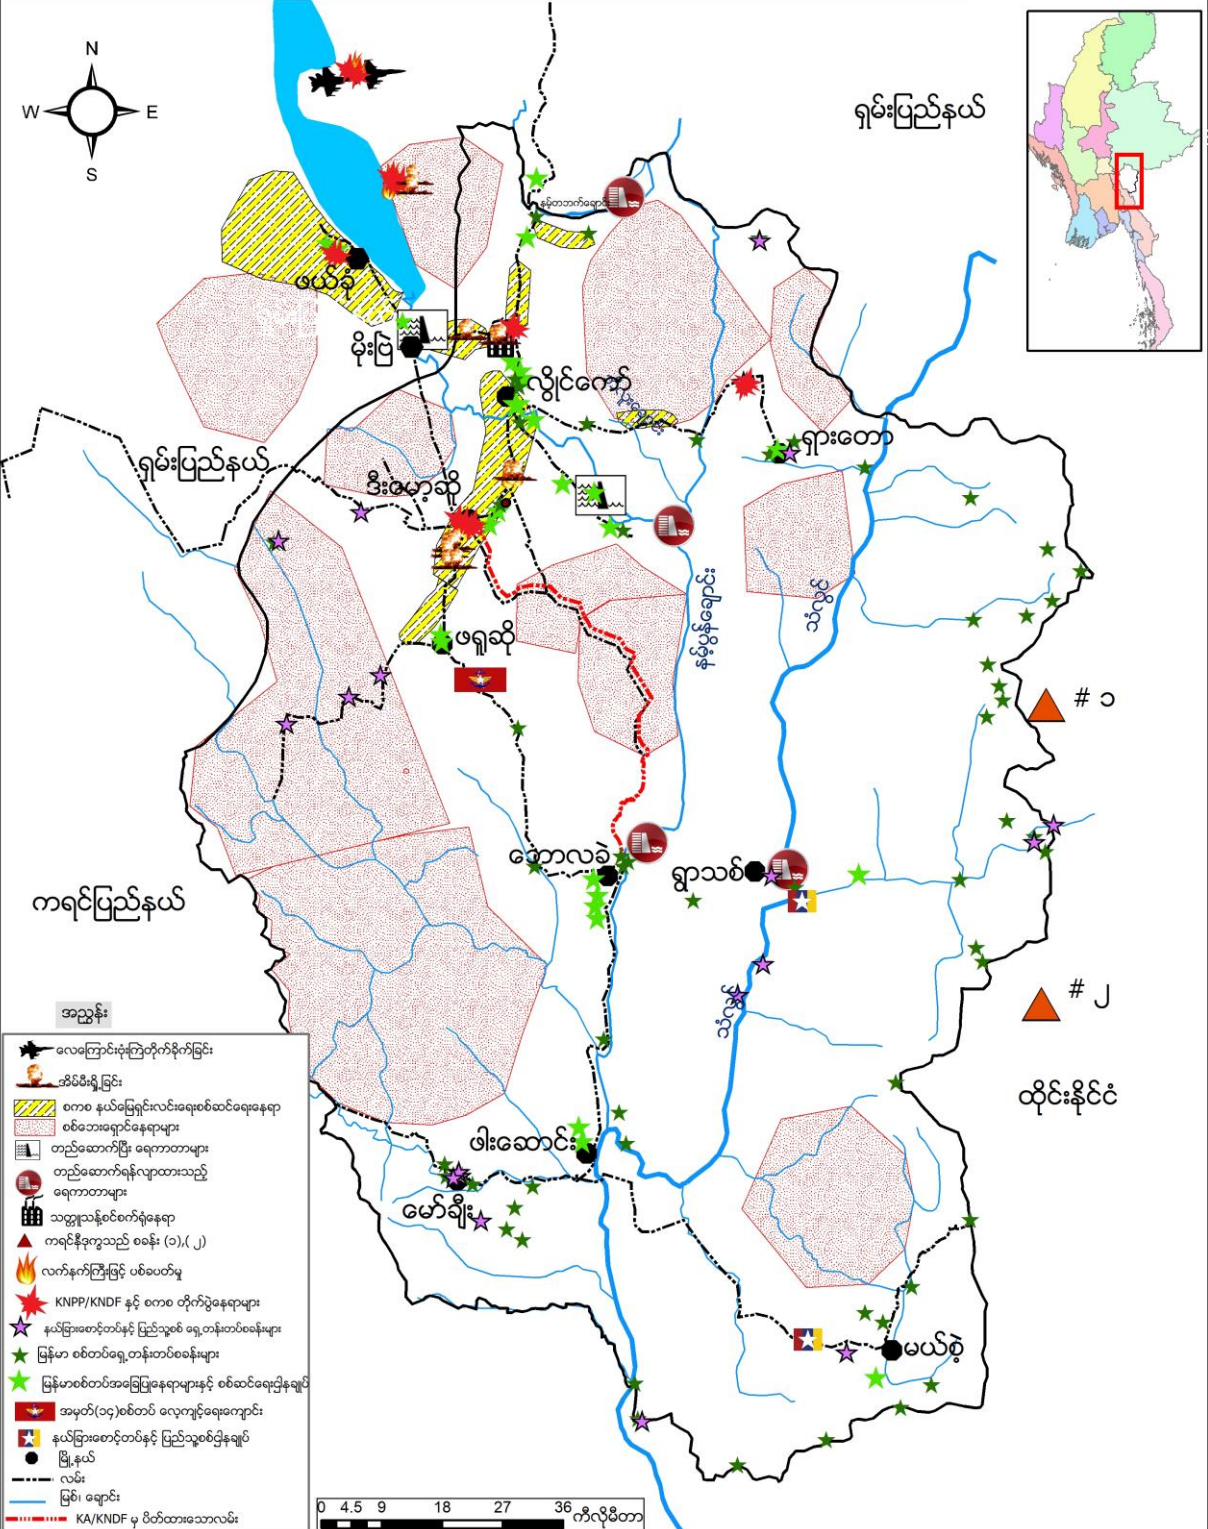 N
W
E
S
ရှမ်းပြည်နယ်
နမ့်တဘက်ချောင်း
ဖယ်ခုံ
မိုးဗြဲ
လွိုင်ကော်
ရှားတော
ရှမ်းပြည်နယ်
ဒီးမော့ဆို
နမ့်ပွန်ချောင်း
သံလွင်
ဖရူဆို
# ၁
ဘောလခဲ
ရွာသစ်
ကရင်ပြည်နယ်
# ၂
သံလွင်
ထိုင်းနိုင်ငံ
ဖါးဆောင်း
မော်ချီး
မယ်စဲ့
အညွှန်း
လေကြောင်းဗုံးကြဲတိုက်ခိုက်ခြင်း
အိမ်မီးရှို့ခြင်း
စကစ နယ်မြေရှင်းလင်းရေးစစ်ဆင်ရေးနေရာ
စစ်ဘေးရှောင်နေရာများ
တည်ဆောက်ပြီး ရေကာတာများ
တည်ဆောက်ရန်လျာထားသည့်
ရေကာတာများ
သတ္တုသန့်စင်စက်ရုံနေရာ
ကရင်နီဒုက္ခသည် စခန်း (၁),( ၂)
လက်နက်ကြီးဖြင့် ပစ်ခပတ်မှု
KNPP/KNDF နှင့် စကစ တိုက်ပွဲနေရာများ
နယ်ခြားစောင့်တပ်နှင့် ပြည်သူ့စစ် ရှေ့တန်းတပ်စခန်းများ
မြန်မာ စစ်တပ်ရှေ့တန်းတပ်စခန်းများ
မြန်မာစစ်တပ်အခြေပြုနေရာများနှင့် စစ်ဆင်ရေးဌာနချုပ်
အမှတ်(၁၄)စစ်တပ် လေ့ကျင့်ရေးကျောင်း
နယ်ခြားစောင့်တပ်နှင့် ပြည်သူ့စစ်ဌာနချုပ်
မြို့နယ်
လမ်း
မြစ်၊ ချောင်း
KA/KNDF မှ ပိတ်ထားသောလမ်း
0 4.5 9 18 27 36
ကီလိုမီတာ